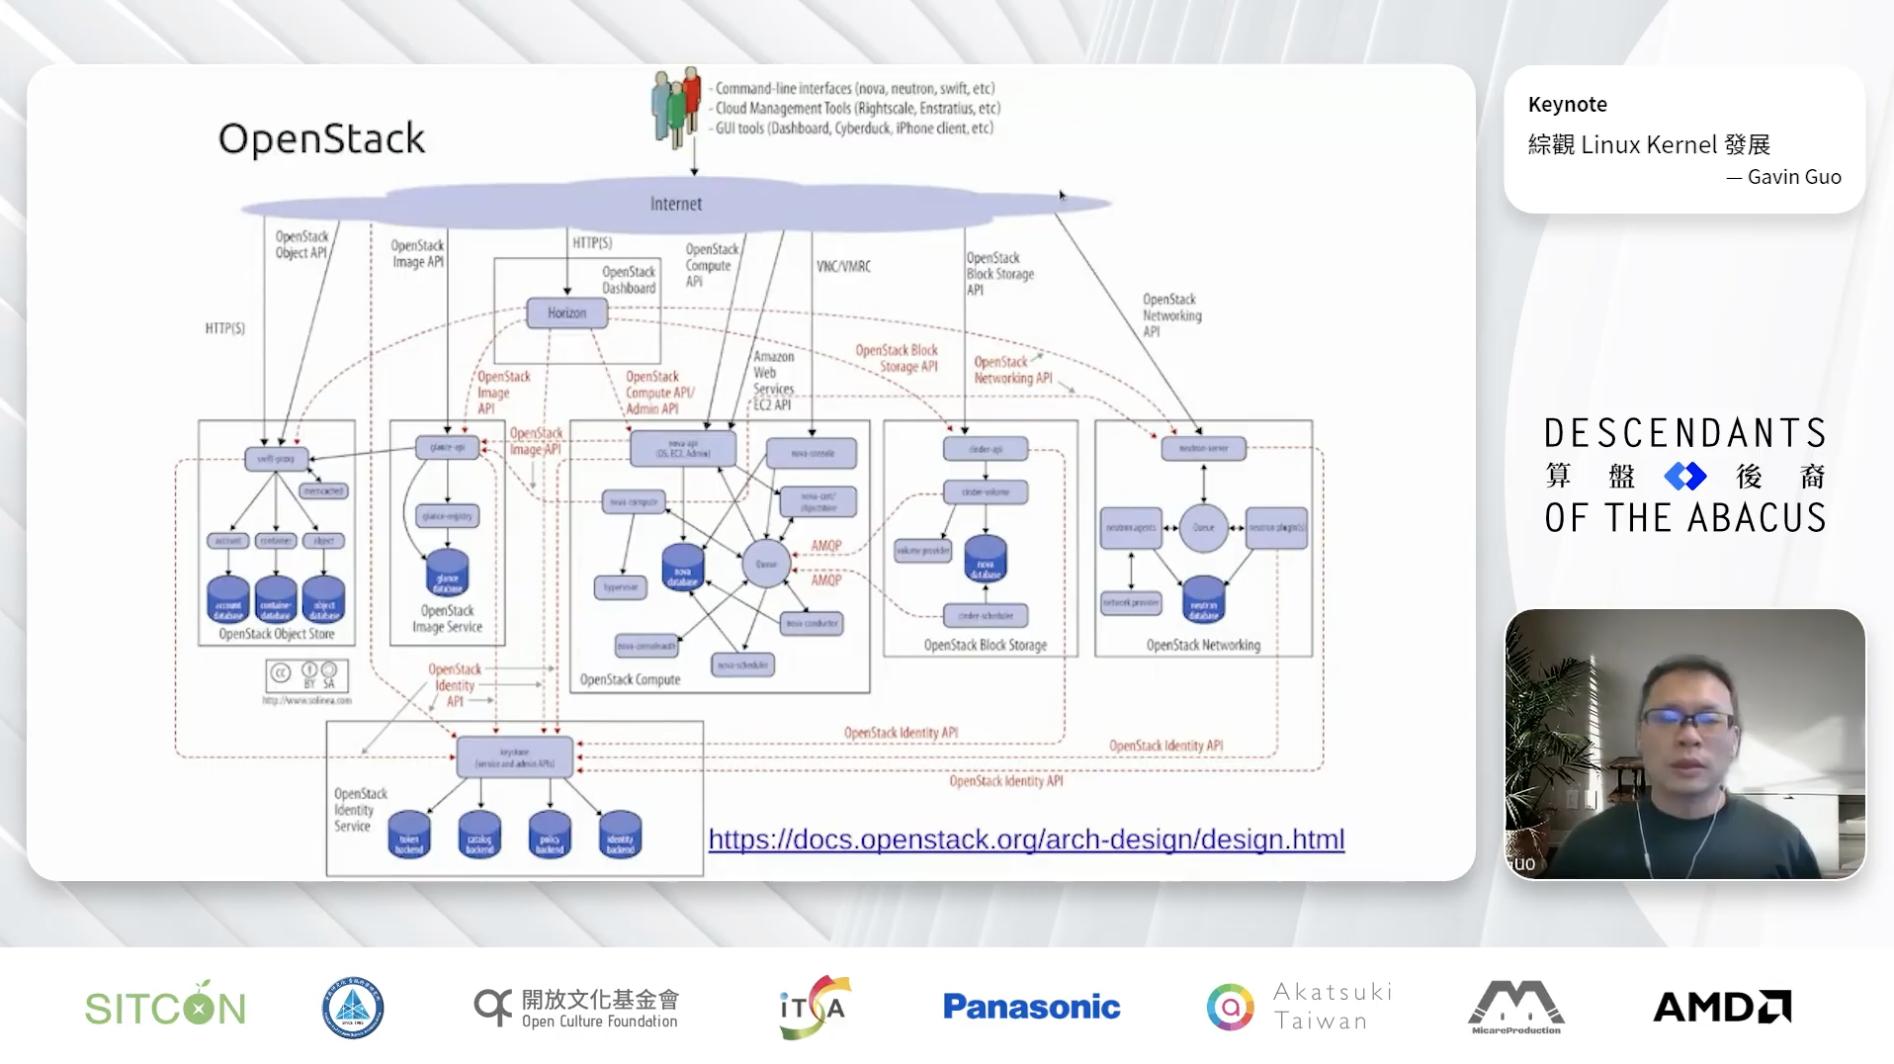 OpenStack
- Command-line interfaces (nova, neutron, swift, etc)
- Cloud Management Tools (Rightscale, Enstratius, etc)
- GUI tools (Dashboard, Cyberduck, iPhone client, etc)
Internet
OpenStack
Object API
OpenStack
Image API
HTTP(S)
OpenStack
Compute
API
VNC/VMRC
OpenStack
Block Storage
API
OpenStack
Networking
API
HTTP(S)
OpenStack
Dashboard
Horizon
OpenStack
Image
API
OpenStack
Compute API/
Admin API
Amazon
Web
Services
EC2 API
OpenStack Block
Storage API
OpenStack
Networking API
OpenStack
Image API
swift-proxy
memcached
account
container
object
account
database
container
database
object
database
OpenStack Object Store
glance-api
glance-registry
glance
database
OpenStack
Image Service
nova-api
(OS, EC2, Admin)
nova-console
nova-compute
nova-cert/
objectstore
nova
database
Queue
hypervisor
nova-conductor
nova-consoleauth
nova-scheduler
OpenStack Compute
AMQP
AMQP
cinder-api
cinder-volume
volume provider
nova
database
cinder-scheduler
OpenStack Block Storage
neutron-server
neutron agents
Queue
neutron plugin(s)
network provider
neutron
database
OpenStack Networking
cc
BY SA
http://www.solinea.com
OpenStack
Identity
API
keystone
(service and admin APIs)
OpenStack Identity API
OpenStack Identity API
OpenStack Identity API
OpenStack
Identity
Service
token
backend
catalog
backend
policy
backend
identity
backend
https://docs.openstack.org/arch-design/design.html
Keynote
綜觀 Linux Kernel 發展
— Gavin Guo
DESCENDANTS
算盤後裔
OF THE ABACUS
Guo
SITCON
開放文化基金會
Open Culture Foundation
iTSA
Panasonic
Akatsuki
Taiwan
MicareProduction
AMD